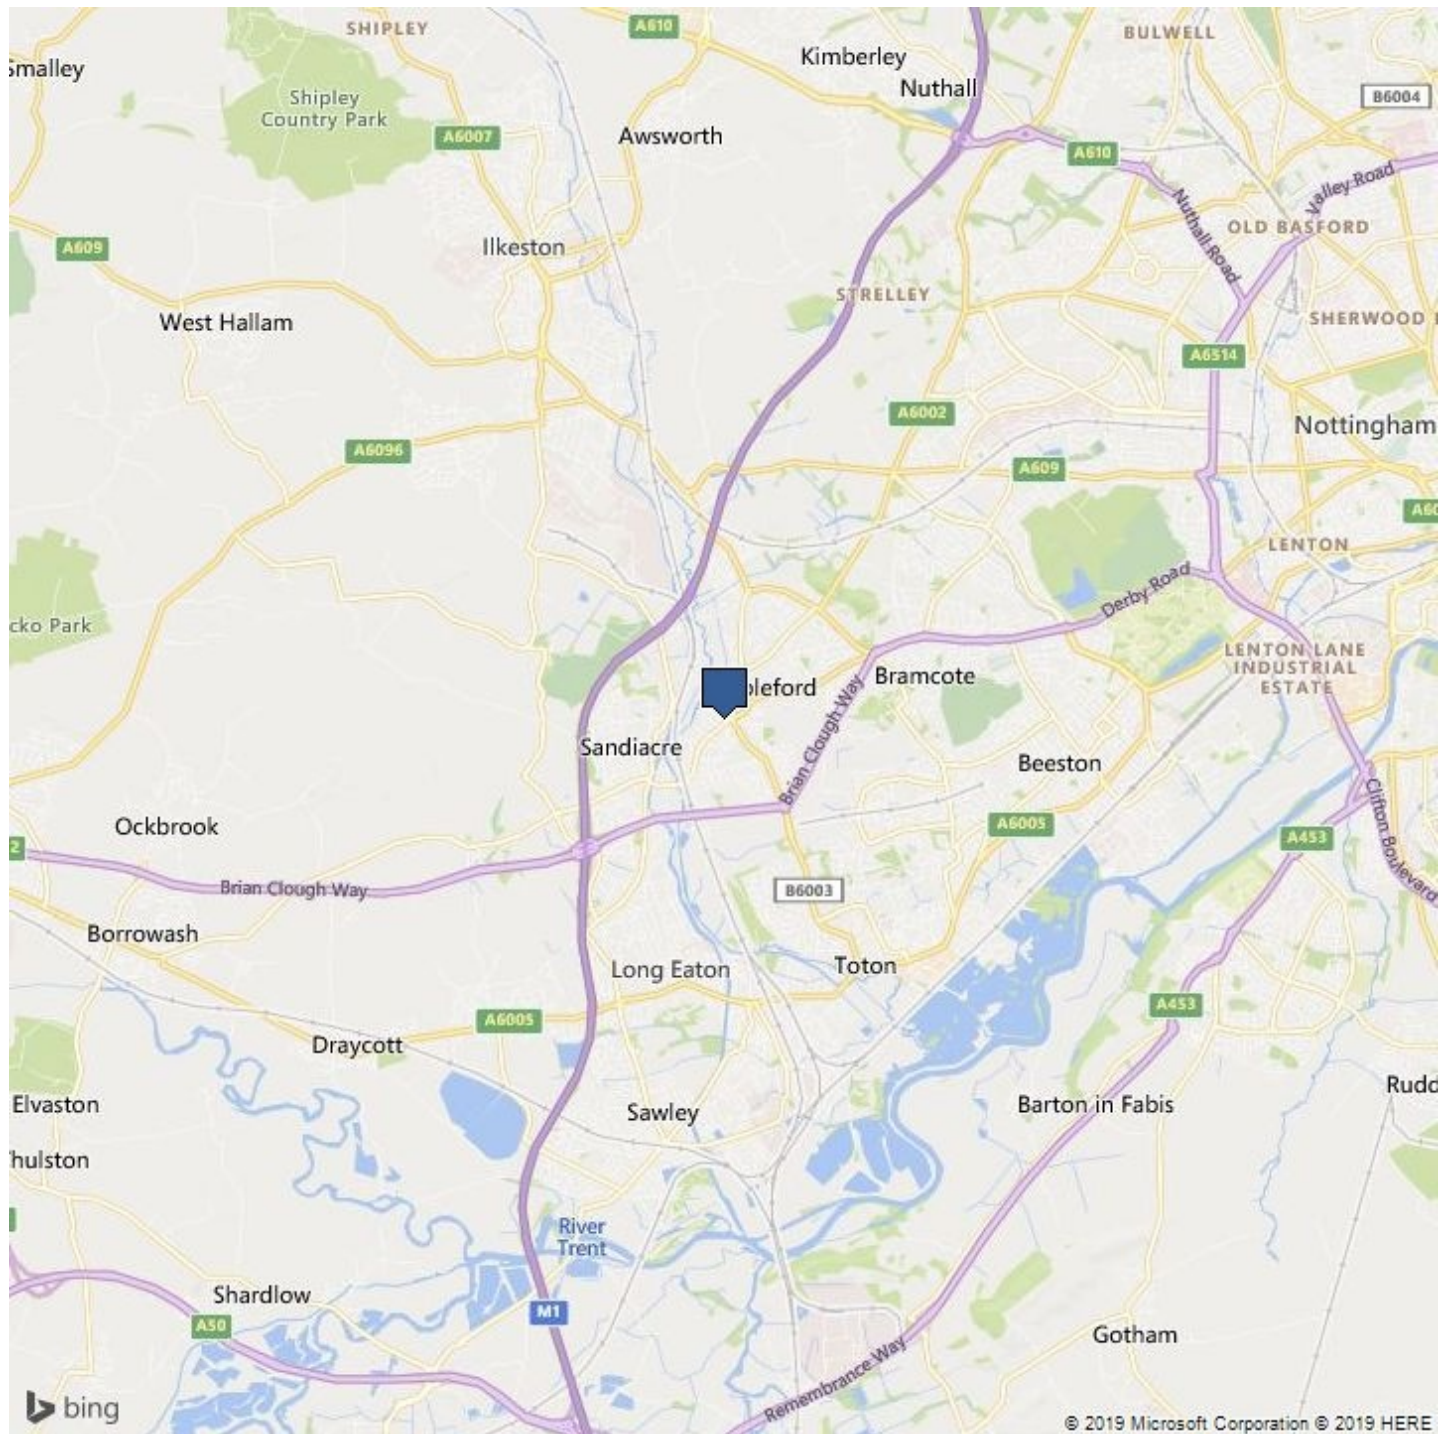 SHIPLEY
A610
Kimberley
BULWELL
Smalley
Nuthall
Shipley
Country Park
B6004
A6007
Awsworth
A610
Valley Road
Nuthall Road
A609
Ilkeston
OLD BASFORD
STRELLEY
West Hallam
SHERWOOD
A6514
A6002
Nottingham
A6096
A609
A60
LENTON
Derby Road
cko Park
LENTON LANE
INDUSTRIAL
ESTATE
pleford
Bramcote
Brian Clough Way
Sandiacre
Beeston
Ockbrook
A6005
A453
Clifton Boulevard
2
Brian Clough Way
B6003
Borrowash
Long Eaton
Toton
A453
A6005
Draycott
Rudd
Elvaston
Sawley
Barton in Fabis
hulston
River
Trent
Shardlow
M1
A50
Gotham
Remembrance Way
bing
© 2019 Microsoft Corporation © 2019 HERE